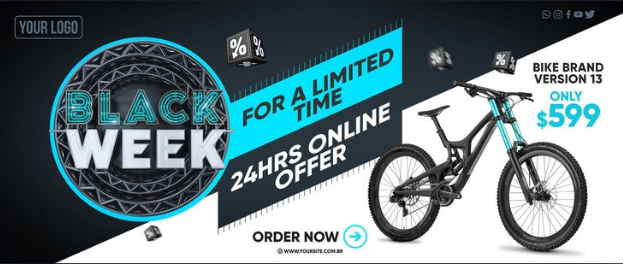 YOUR LOGO
BLACK
WEEK
%
%
FOR A LIMITED
TIME
24HRS ONLINE
OFFER
%
BIKE BRAND
VERSION 13
ONLY
$599
ORDER NOW
WWW.YOURSITE.COM.BR